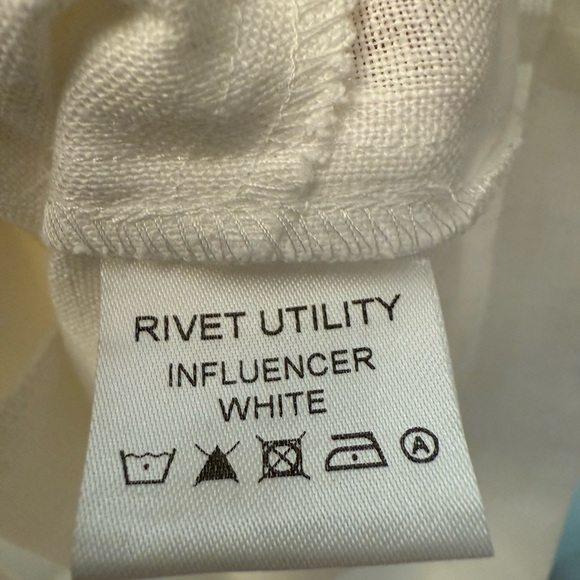 RIVET UTILITY
INFLUENCER
WHITE
A